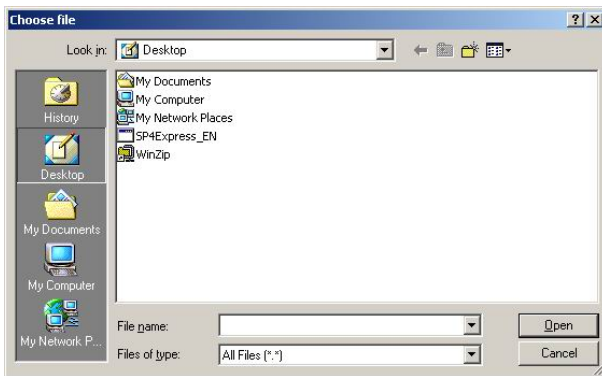 Choose file
Look in: Desktop
History
Desktop
My Documents
My Computer
My Network P...
My Documents
My Computer
My Network Places
SP4Express_EN
WinZip
File name: Open
Files of type: All Files (*.*) Cancel